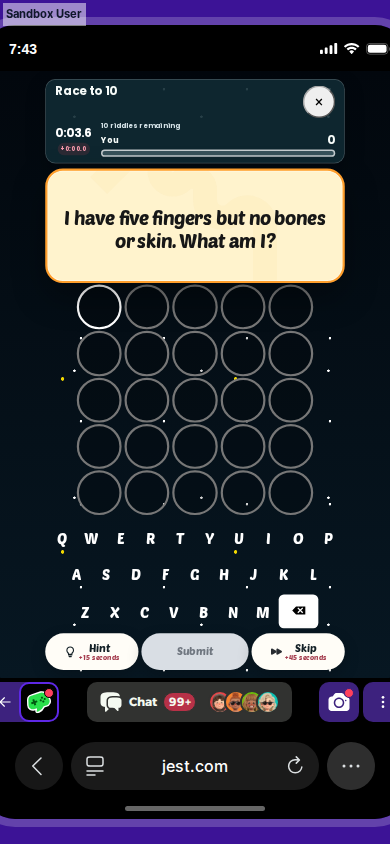 Sandbox User
7:43
Race to 10
×
0:03.6
+0:00.0
10 riddles remaining
You
0
I have five fingers but no bones
or skin. What am I?
Q W E R T Y U I O P
A S D F G H J K L
Z X C V B N M
Hint
+15 seconds
Submit
Skip
+45 seconds
Chat 99+
jest.com